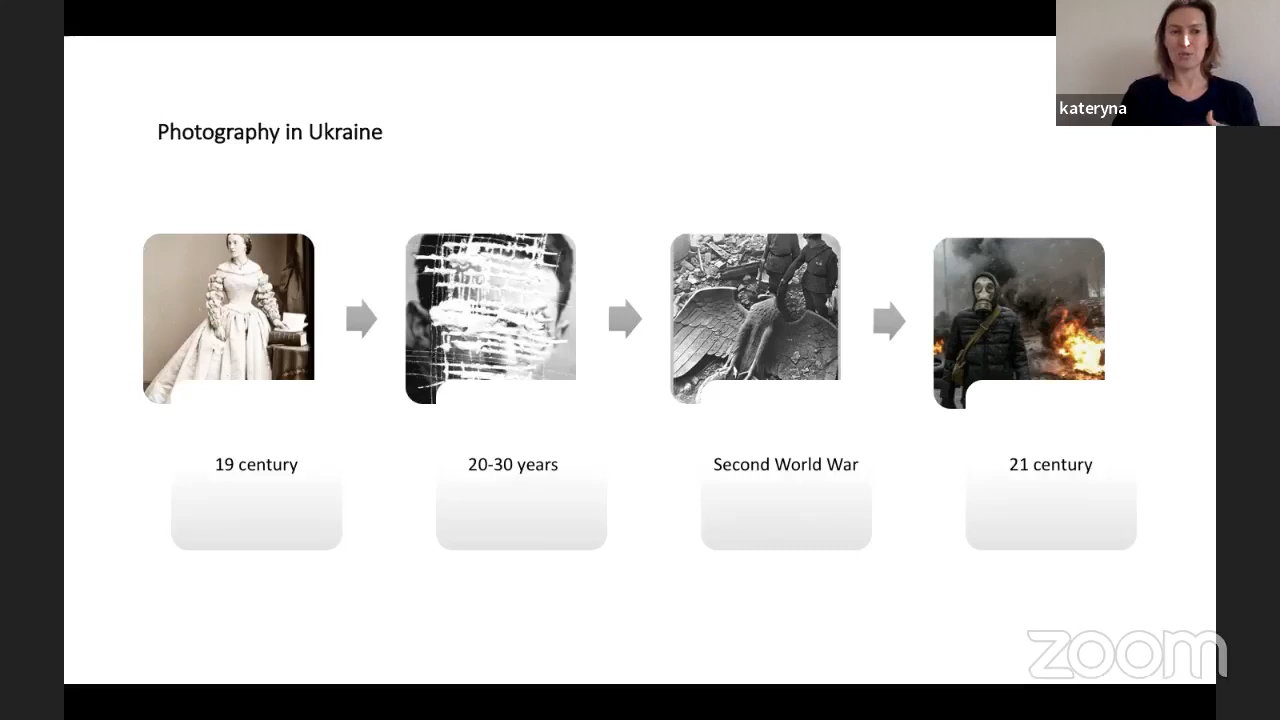 kateryna
Photography in Ukraine
19 century
20-30 years
Second World War
21 century
zoom